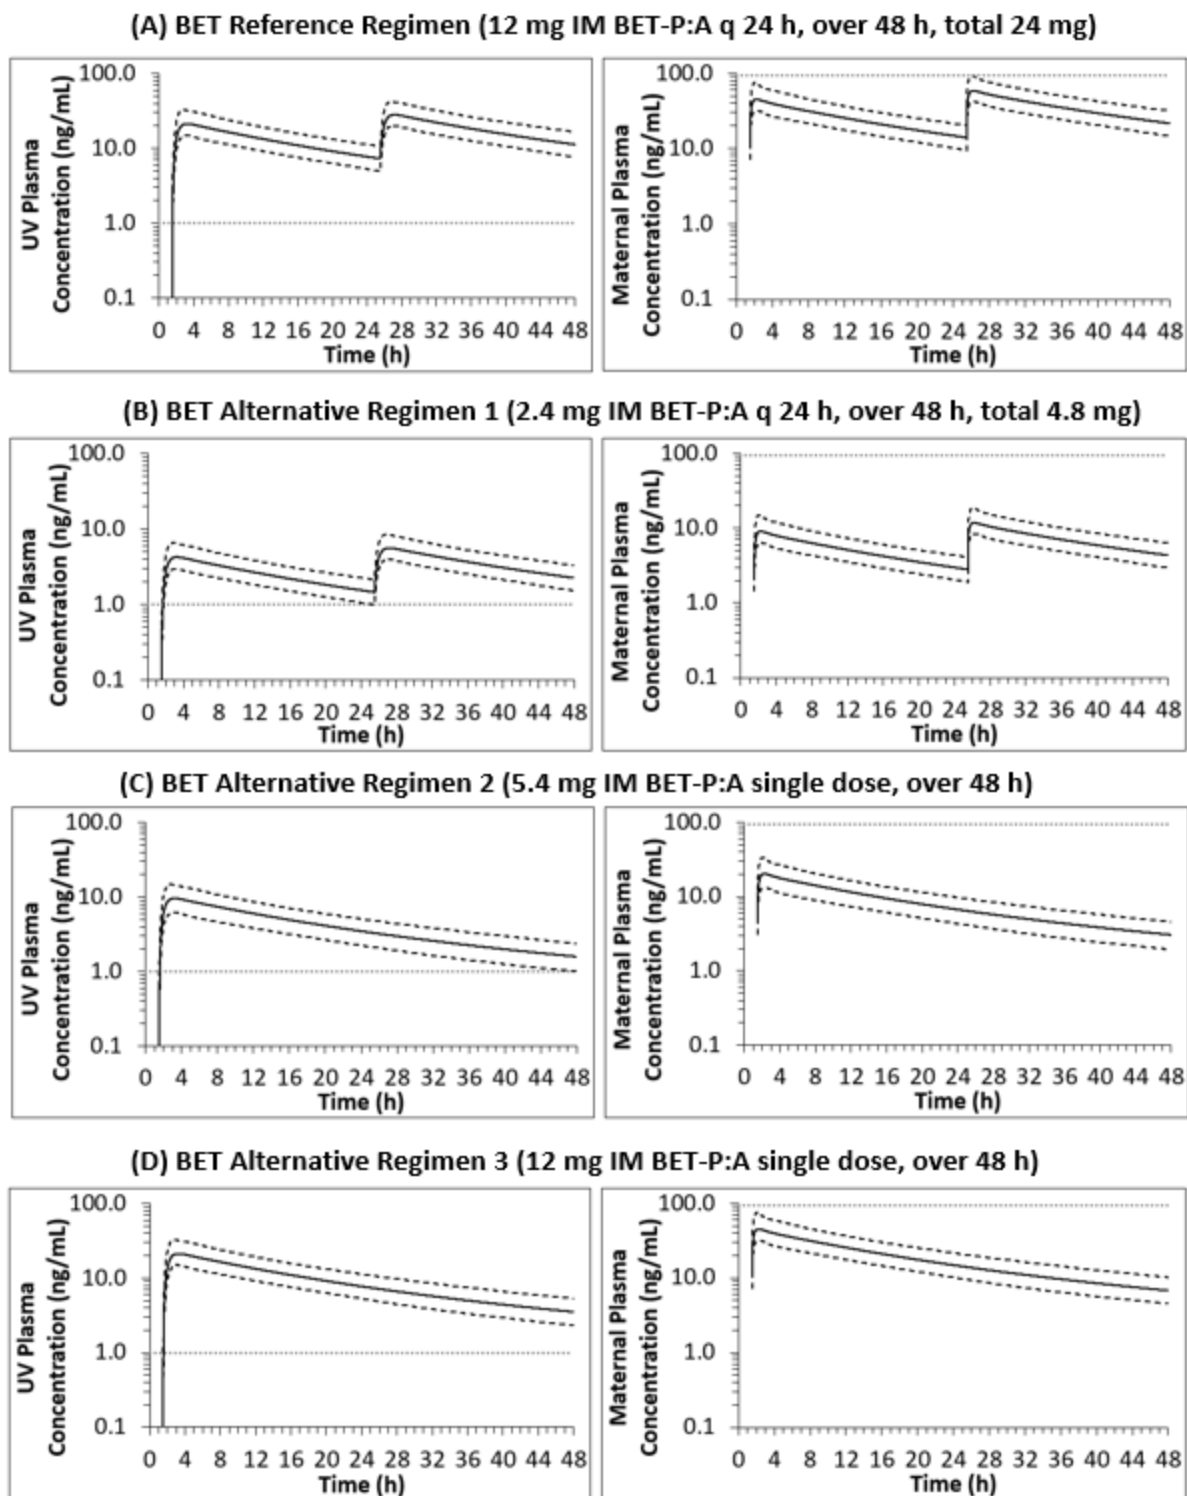 (A) BET Reference Regimen (12 mg IM BET-P:A q 24 h, over 48 h, total 24 mg)
UV Plasma
Concentration (ng/mL)
100.0
10.0
1.0
0.1
0 4 8 12 16 20 24 28 32 36 40 44 48
Time (h)
Maternal Plasma
Concentration (ng/mL)
100.0
10.0
1.0
0.1
0 4 8 12 16 20 24 28 32 36 40 44 48
Time (h)
(B) BET Alternative Regimen 1 (2.4 mg IM BET-P:A q 24 h, over 48 h, total 4.8 mg)
UV Plasma
Concentration (ng/mL)
100.0
10.0
1.0
0.1
0 4 8 12 16 20 24 28 32 36 40 44 48
Time (h)
Maternal Plasma
Concentration (ng/mL)
100.0
10.0
1.0
0.1
0 4 8 12 16 20 24 28 32 36 40 44 48
Time (h)
(C) BET Alternative Regimen 2 (5.4 mg IM BET-P:A single dose, over 48 h)
UV Plasma
Concentration (ng/mL)
100.0
10.0
1.0
0.1
0 4 8 12 16 20 24 28 32 36 40 44 48
Time (h)
Maternal Plasma
Concentration (ng/mL)
100.0
10.0
1.0
0.1
0 4 8 12 16 20 24 28 32 36 40 44 48
Time (h)
(D) BET Alternative Regimen 3 (12 mg IM BET-P:A single dose, over 48 h)
UV Plasma
Concentration (ng/mL)
100.0
10.0
1.0
0.1
0 4 8 12 16 20 24 28 32 36 40 44 48
Time (h)
Maternal Plasma
Concentration (ng/mL)
100.0
10.0
1.0
0.1
0 4 8 12 16 20 24 28 32 36 40 44 48
Time (h)